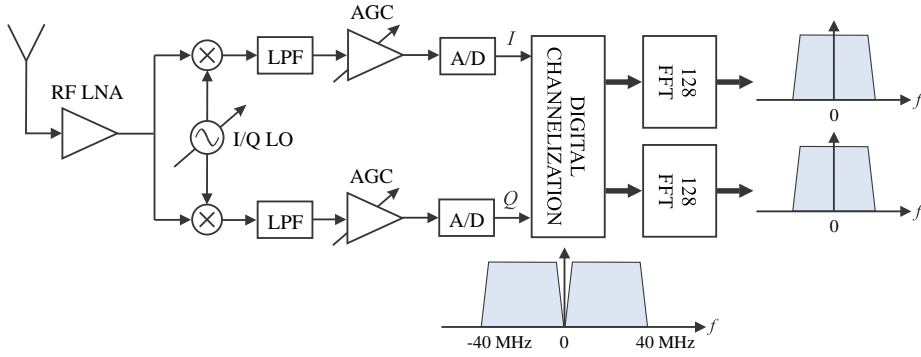 AGC
RF LNA
LPF
A/D
I
I/Q LO
DIGITAL
CHANNELIZATION
128
FFT
f
0
AGC
LPF
A/D
Q
128
FFT
f
0
f
-40 MHz
0
40 MHz